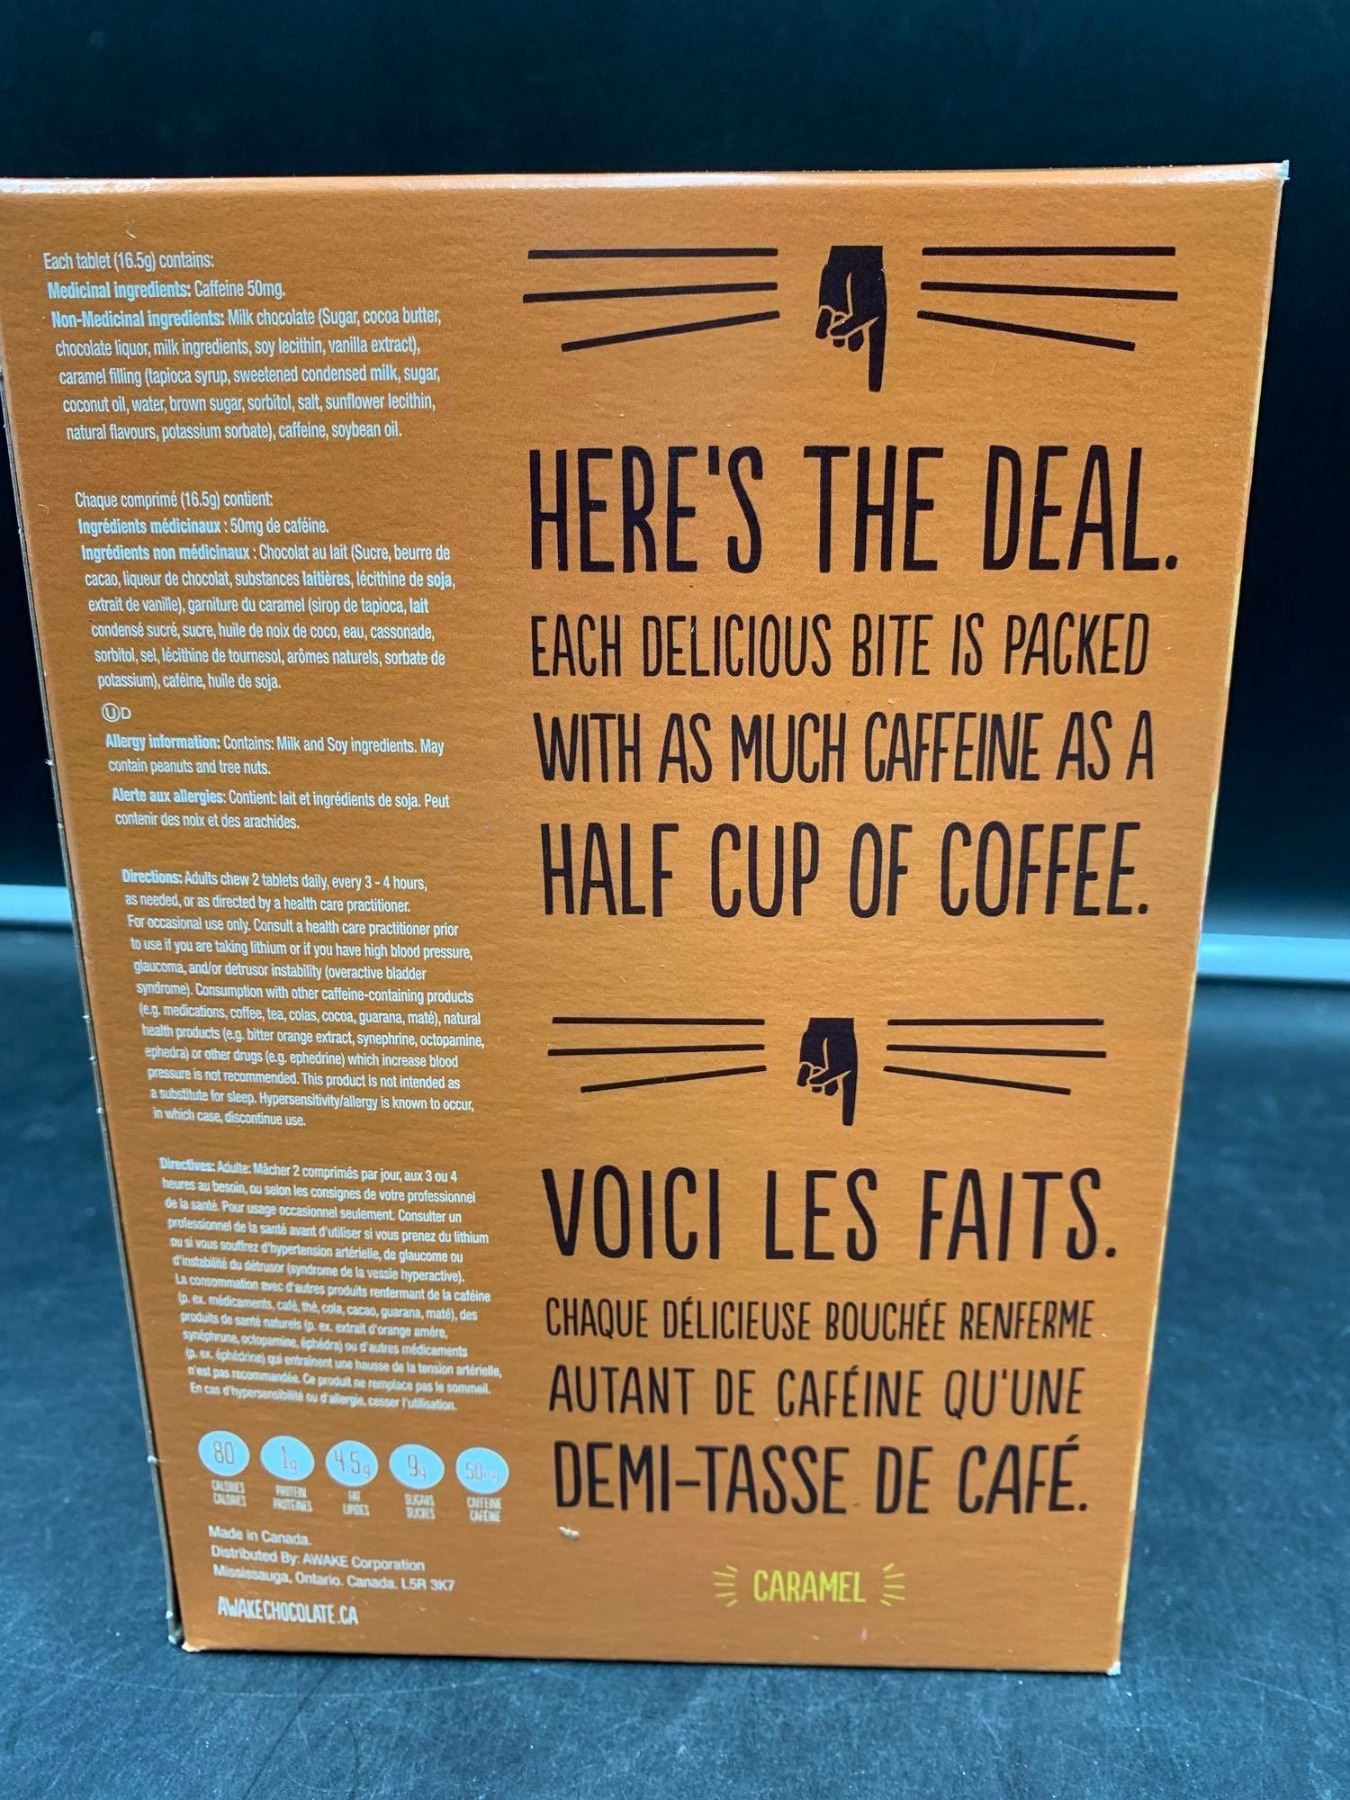 Each tablet (16.5g) contains:
Medicinal ingredients: Caffeine 50mg.
Non-Medicinal ingredients: Milk chocolate (Sugar, cocoa butter,
chocolate liquor, milk ingredients, soy lecithin, vanilla extract),
caramel filling (tapioca syrup, sweetened condensed milk, sugar,
coconut oil, water, brown sugar, sorbitol, salt, sunflower lecithin,
natural flavours, potassium sorbate), caffeine, soybean oil.
Chaque comprimé (16.5g) contient:
Ingrédients médicinaux : 50mg de caféine.
Ingrédients non médicinaux : Chocolat au lait (Sucre, beurre de
cacao, liqueur de chocolat, substances laitières, lécithine de soja,
extrait de vanille), garniture du caramel (sirop de tapioca, lait
condensé sucré, sucre, huile de noix de coco, eau, cassonade,
sorbitol, sel, lécithine de tournesol, arômes naturels, sorbate de
potassium), caféine, huile de soja.
UD
Allergy information: Contains: Milk and Soy ingredients. May
contain peanuts and tree nuts.
Alerte aux allergies: Contient: lait et ingrédients de soja. Peut
contenir des noix et des arachides.
Directions: Adults chew 2 tablets daily, every 3 - 4 hours,
as needed, or as directed by a health care practitioner.
For occasional use only. Consult a health care practitioner prior
to use if you are taking lithium or if you have high blood pressure,
glaucoma, and/or detrusor instability (overactive bladder
syndrome). Consumption with other caffeine-containing products
(e.g. medications, coffee, tea, colas, cocoa, guarana, maté), natural
health products (e.g. bitter orange extract, synephrine, octopamine,
ephedra) or other drugs (e.g. ephedrine) which increase blood
pressure is not recommended. This product is not intended as
a substitute for sleep. Hypersensitivity/allergy is known to occur,
in which case, discontinue use.
Directives: Adulte: Mâcher 2 comprimés par jour, aux 3 ou 4
heures au besoin, ou selon les consignes de votre professionnel
de la santé. Pour usage occasionnel seulement. Consulter un
professionnel de la santé avant d'utiliser si vous prenez du lithium
ou si vous souffrez d'hypertension artérielle, de glaucome ou
d'instabilité du détrusor (syndrome de la vessie hyperactive).
La consommation avec d'autres produits renfermant de la caféine
(p. ex. médicaments, café, thé, cola, cacao, guarana, maté), des
produits de santé naturels (p. ex. extrait d'orange amère,
synéphrune, octopamine, éphédra) ou d'autres médicaments
(p. ex. éphédrine) qui entraînent une hausse de la tension artérielle,
n'est pas recommandée. Ce produit ne remplace pas le sommeil.
En cas d'hypersensibilité ou d'allergie, cesser l'utilisation.
80 1g 4.5g 9g 50mg
CALORIES PROTEIN FAT SUGARS CAFFEINE
CALORIES PROTÉINES LIPIDES SUCRES CAFÉINE
Made in Canada.
Distributed By: AWAKE Corporation
Mississauga, Ontario. Canada. L5R 3K7
AWAKECHOCOLATE.CA
HERE'S THE DEAL.
EACH DELICIOUS BITE IS PACKED
WITH AS MUCH CAFFEINE AS A
HALF CUP OF COFFEE.
VOICI LES FAITS.
CHAQUE DÉLICIEUSE BOUCHÉE RENFERME
AUTANT DE CAFÉINE QU'UNE
DEMI-TASSE DE CAFÉ.
CARAMEL